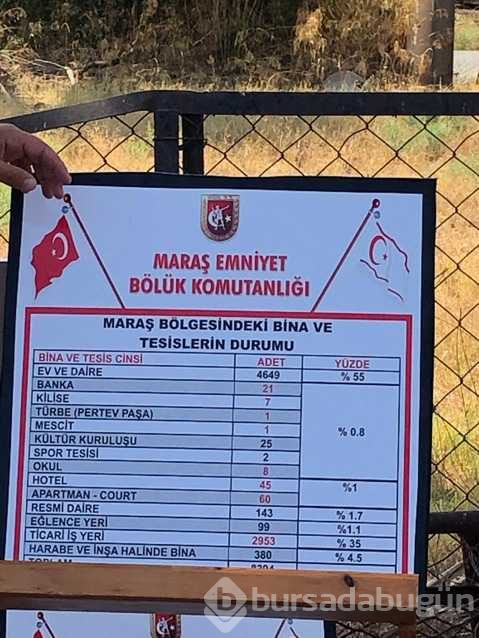 MARAŞ EMNİYET
BÖLÜK KOMUTANLIĞI
MARAŞ BÖLGESİNDEKİ BİNA VE
TESİSLERİN DURUMU
BİNA VE TESİS CİNSİ ADET YÜZDE
EV VE DAİRE 4649 % 55
BANKA 21
KİLİSE 7
TÜRBE (PERTEV PAŞA) 1
MESCİT 1 % 0.8
KÜLTÜR KURULUŞU 25
SPOR TESİSİ 2
OKUL 8
HOTEL 45 %1
APARTMAN - COURT 60
RESMİ DAİRE 143 % 1.7
EĞLENCE YERİ 99 %1.1
TİCARİ İŞ YERİ 2953 % 35
HARABE VE İNŞA HALİNDE BİNA 380 % 4.5
TOPLAM 8394
bursadabugün